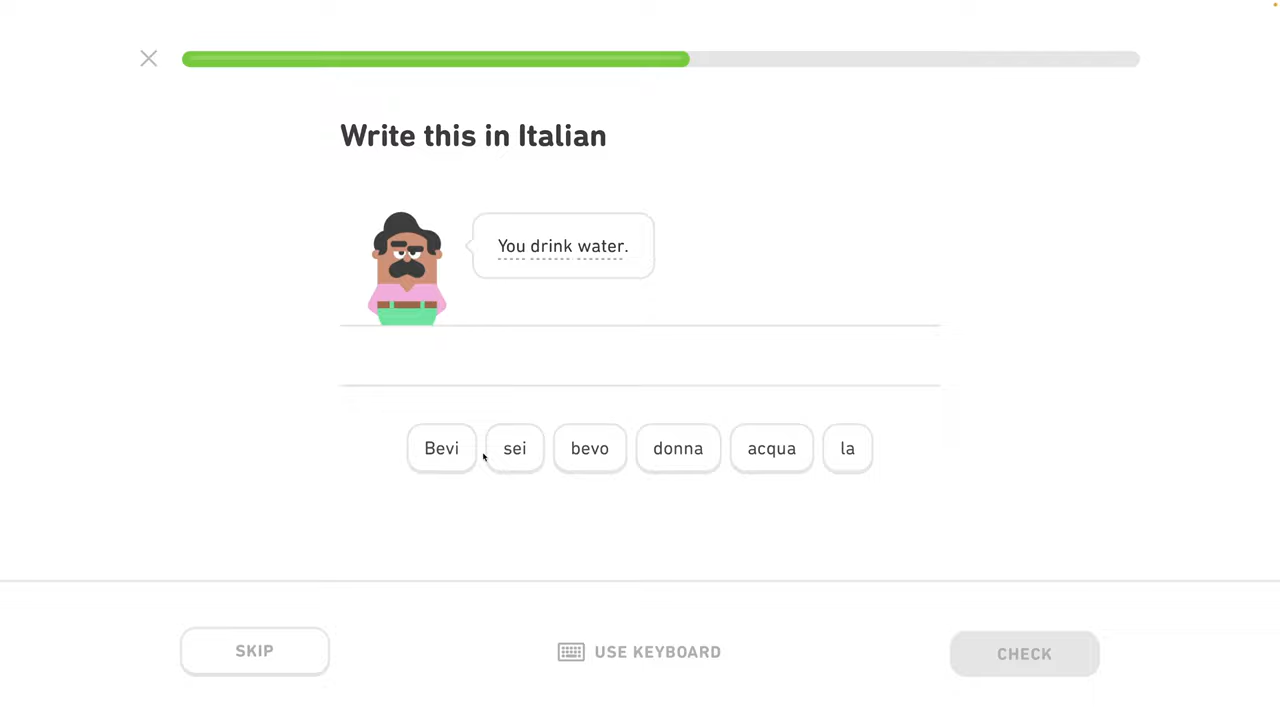 Write this in Italian
You drink water.
Bevi sei bevo donna acqua la
SKIP USE KEYBOARD CHECK